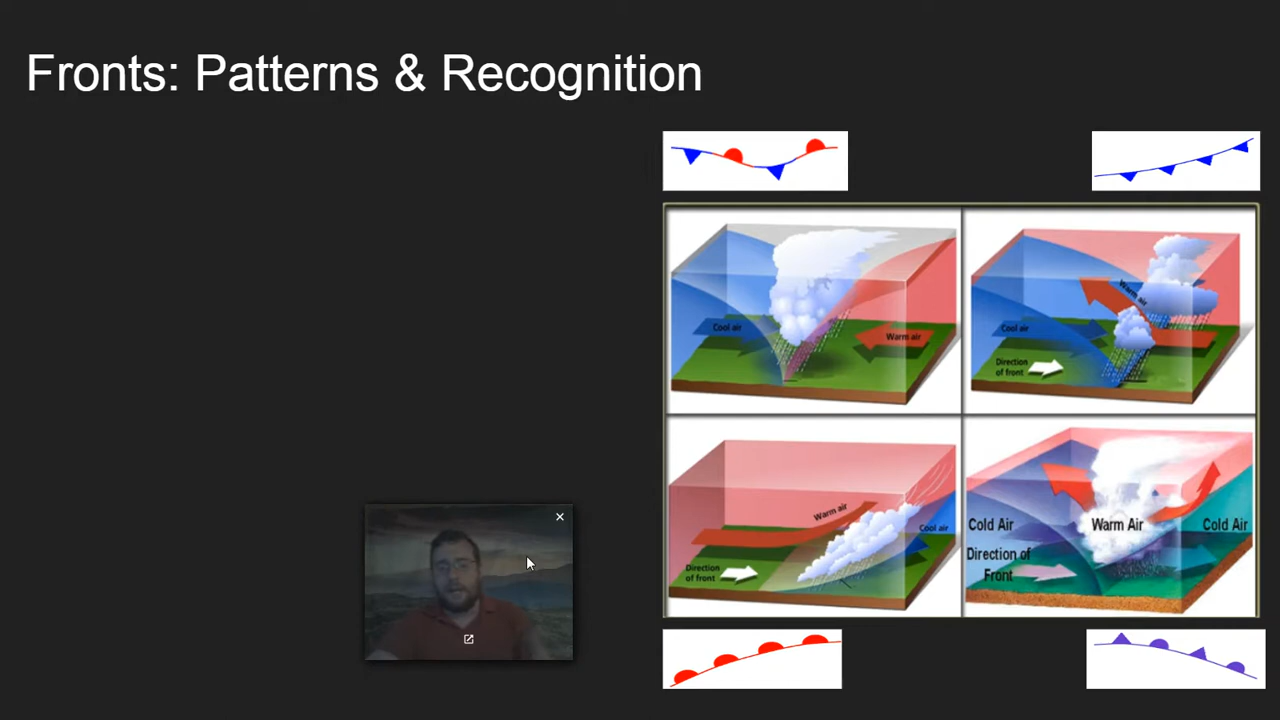 Fronts: Patterns & Recognition
Cool air
Warm air
Warm air
Cool air
Direction
of front
Warm air
Cool air
Direction
of front
Cold Air
Warm Air
Cold Air
Direction of
Front